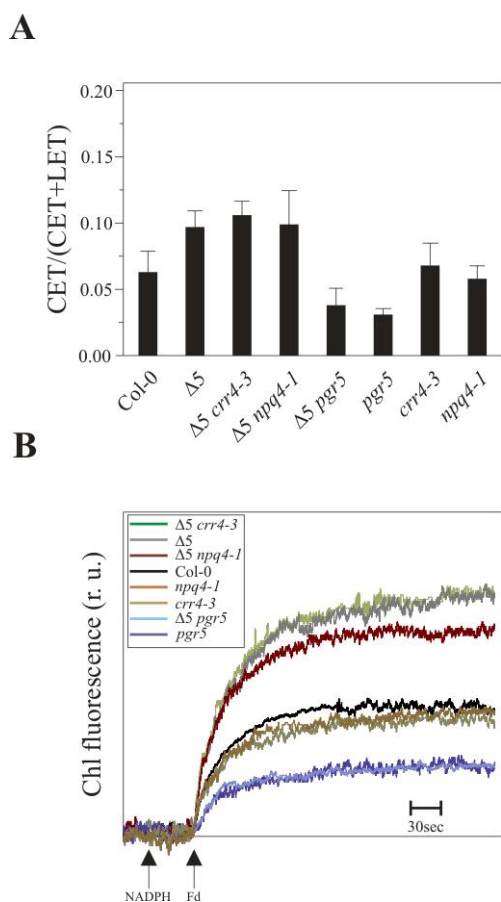 A
CET/(CET+LET)
0.20
0.15
0.10
0.05
0.00
Col-0
Δ5
Δ5 crr4-3
Δ5 npq4-1
Δ5 pgr5
pgr5
crr4-3
npq4-1
B
Chl fluorescence (r. u.)
Δ5 crr4-3
Δ5
Δ5 npq4-1
Col-0
npq4-1
crr4-3
Δ5 pgr5
pgr5
30sec
NADPH
Fd